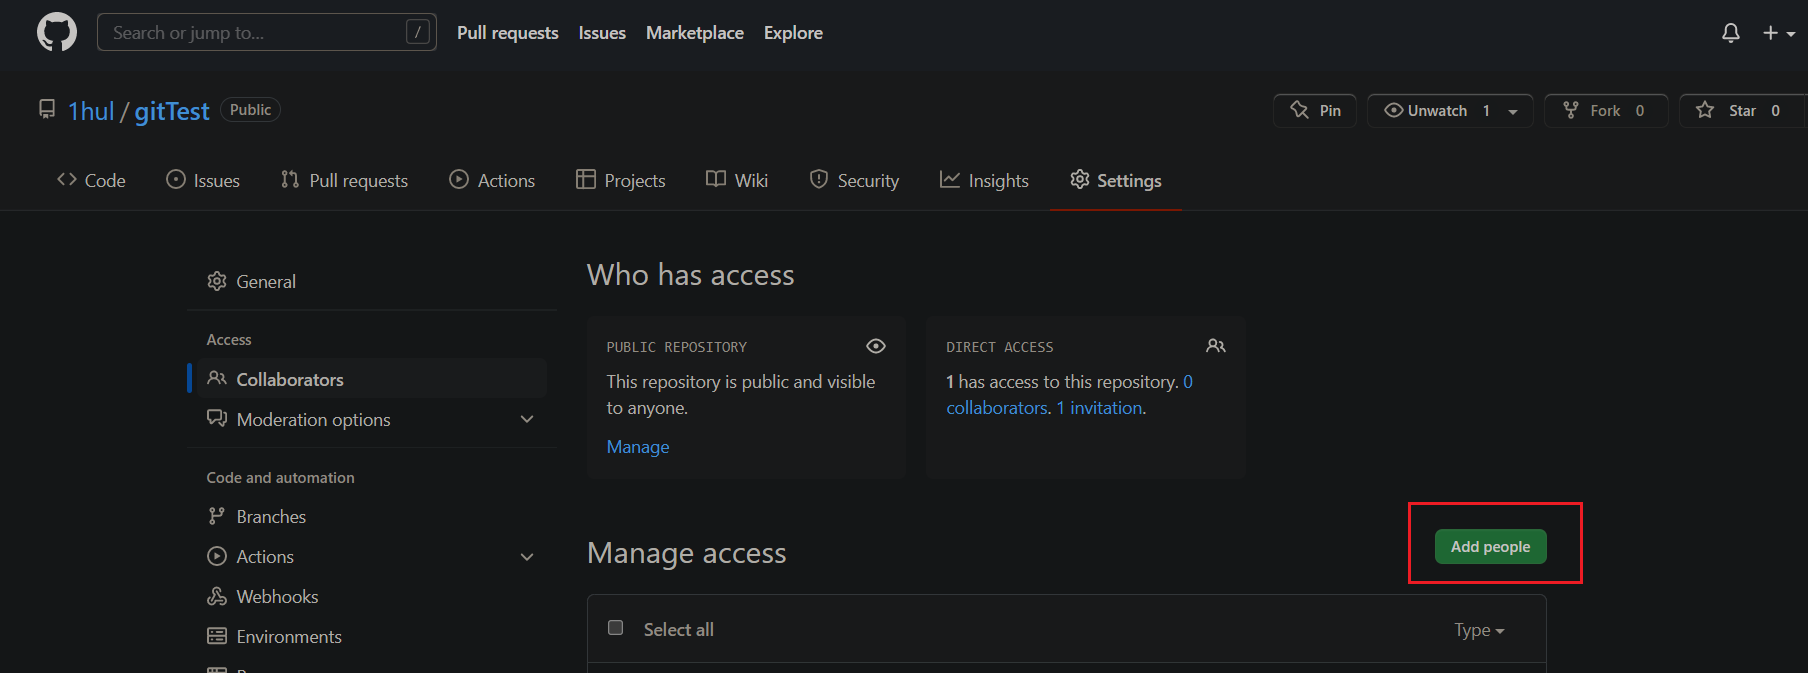 Search or jump to... /
Pull requests Issues Marketplace Explore
1hul / gitTest Public
Pin
Unwatch 1
Fork 0
Star 0
Code Issues Pull requests Actions Projects Wiki Security Insights Settings
General
Access
Collaborators
Moderation options
Code and automation
Branches
Actions
Webhooks
Environments
Who has access
PUBLIC REPOSITORY
This repository is public and visible
to anyone.
Manage
DIRECT ACCESS
1 has access to this repository. 0
collaborators. 1 invitation.
Manage access
Add people
Select all
Type